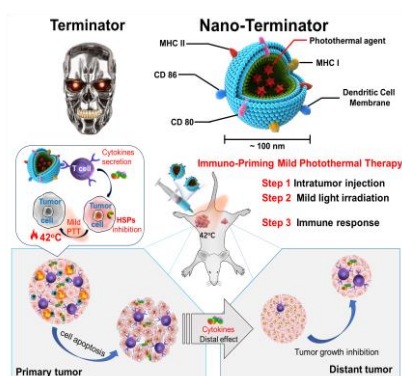 Terminator
Nano-Terminator
MHC II
Photothermal agent
CD 86
MHC I
CD 80
Dendritic Cell
Membrane
~ 100 nm
T cell
Cytokines
secretion
Tumor
cell
Tumor
cell
HSPs
inhibition
Mild
PTT
42°C
Immuno-Priming Mild Photothermal Therapy
Step 1 Intratumor injection
Step 2 Mild light irradiation
Step 3 Immune response
42°C
cell apoptosis
Cytokines
Distal effect
Tumor growth inhibition
Primary tumor
Distant tumor